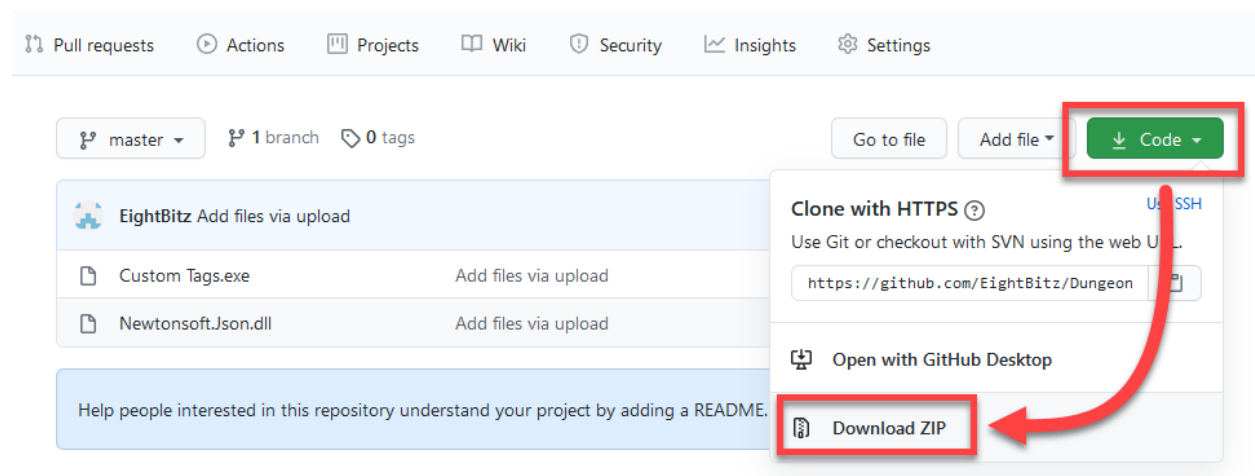 Pull requests Actions Projects Wiki Security Insights Settings
master 1 branch 0 tags Go to file Add file Code
EightBitz Add files via upload
Custom Tags.exe Add files via upload
Newtonsoft.Json.dll Add files via upload
Help people interested in this repository understand your project by adding a README.
Clone with HTTPS SSH
Use Git or checkout with SVN using the web
https://github.com/EightBitz/Dungeon
Open with GitHub Desktop
Download ZIP